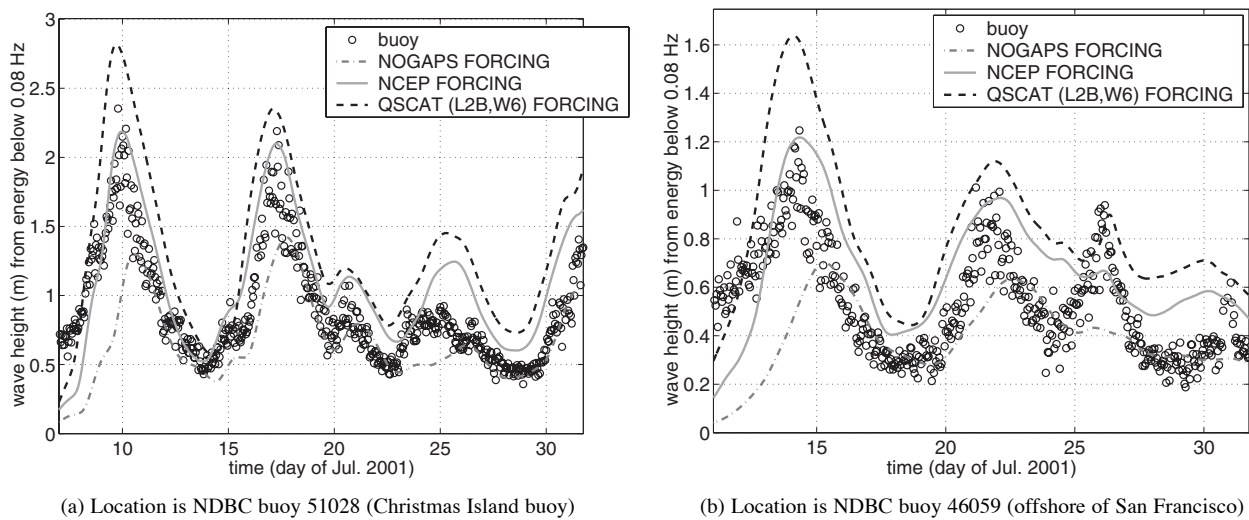 3
2.5
2
1.5
1
0.5
0
10
15
20
25
30
wave height (m) from energy below 0.08 Hz
time (day of Jul. 2001)
buoy
NOGAPS FORCING
NCEP FORCING
QSCAT (L2B,W6) FORCING
(a) Location is NDBC buoy 51028 (Christmas Island buoy)
1.6
1.4
1.2
1
0.8
0.6
0.4
0.2
0
15
20
25
30
wave height (m) from energy below 0.08 Hz
time (day of Jul. 2001)
buoy
NOGAPS FORCING
NCEP FORCING
QSCAT (L2B,W6) FORCING
(b) Location is NDBC buoy 46059 (offshore of San Francisco)